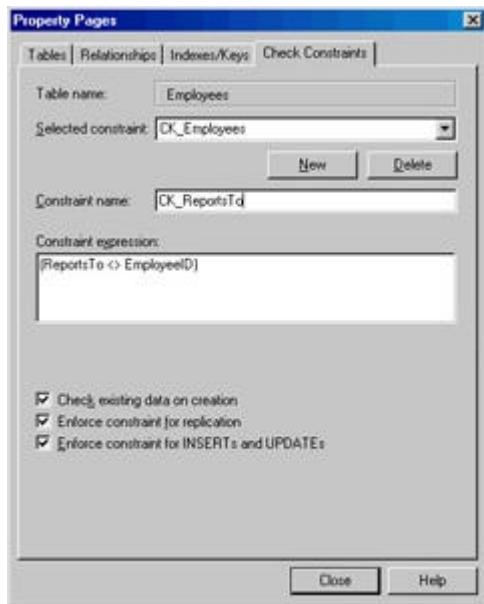 Property Pages
Tables Relationships Indexes/Keys Check Constraints
Table name: Employees
Selected constraint: CK_Employees
New Delete
Constraint name: CK_ReportsTo
Constraint expression:
(ReportsTo <> EmployeeID)
Check existing data on creation
Enforce constraint for replication
Enforce constraint for INSERTs and UPDATEs
Close Help